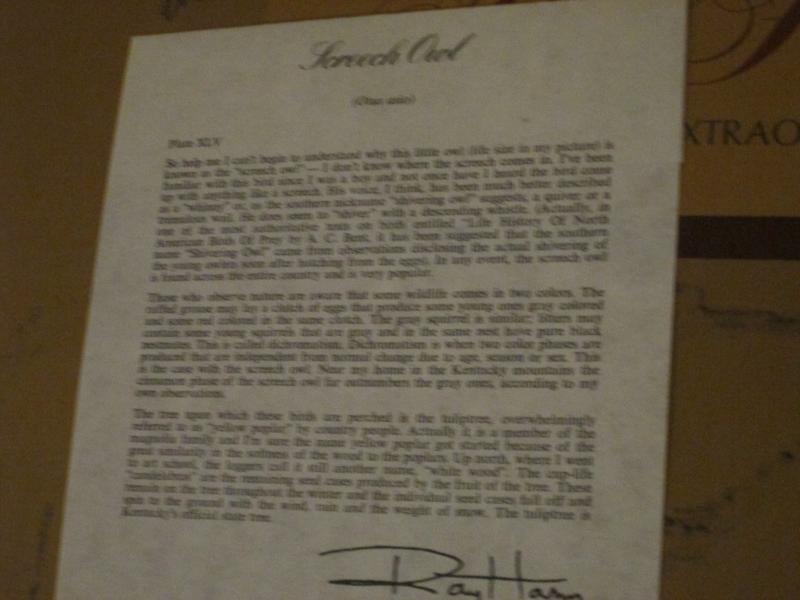 Screech Owl
(Otus asio)
Plate XLV
So help me I can't begin to understand why this little owl (life size in my picture) is
known as the "screech owl" — I don't know where the screech comes in. I've been
familiar with this bird since I was a boy and not once have I heard the bird come
up with anything like a screech. His voice, I think, has been much better described
as a "whinny" or, as the southern nickname "shivering owl" suggests, a quiver or a
tremulous wail. He does seem to "shiver" with a descending whistle. (Actually, in
one of the most authoritative texts on birds entitled "Life History Of North
American Birds Of Prey by A. C. Bent, it has been suggested that the southern
name "Shivering Owl" came from observations disclosing the actual shivering of
the young owlets soon after hatching from the eggs). In any event, the screech owl
is found across the entire country and is very popular.
Those who observe nature are aware that some wildlife comes in two colors. The
ruffed grouse may lay a clutch of eggs that produce some young ones gray colored
and some red colored in the same clutch. The gray squirrel is similar; litters may
contain some young squirrels that are gray and in the same nest have pure black
nestmates. This is called dichromatism. Dichromatism is when two color phases are
produced that are independent from normal change due to age, season or sex. This
is the case with the screech owl. Near my home in the Kentucky mountains the
cinnamon phase of the screech owl far outnumbers the gray ones, according to my
own observations.
The tree upon which these birds are perched is the tuliptree, overwhelmingly
referred to as "yellow poplar" by country people. Actually it is a member of the
magnolia family and I'm sure the name yellow poplar got started because of the
great similarity in the softness of the wood to the poplars. Up north, where I went
to art school, the loggers call it still another name, "white wood". The cup-like
"candelabras" are the remaining seed cases produced by the fruit of the tree. These
remain on the tree throughout the winter and the individual seed cases fall off and
spin to the ground with the wind, rain and the weight of snow. The tuliptree is
Kentucky's official state tree.
Ray Harm
XTRAO